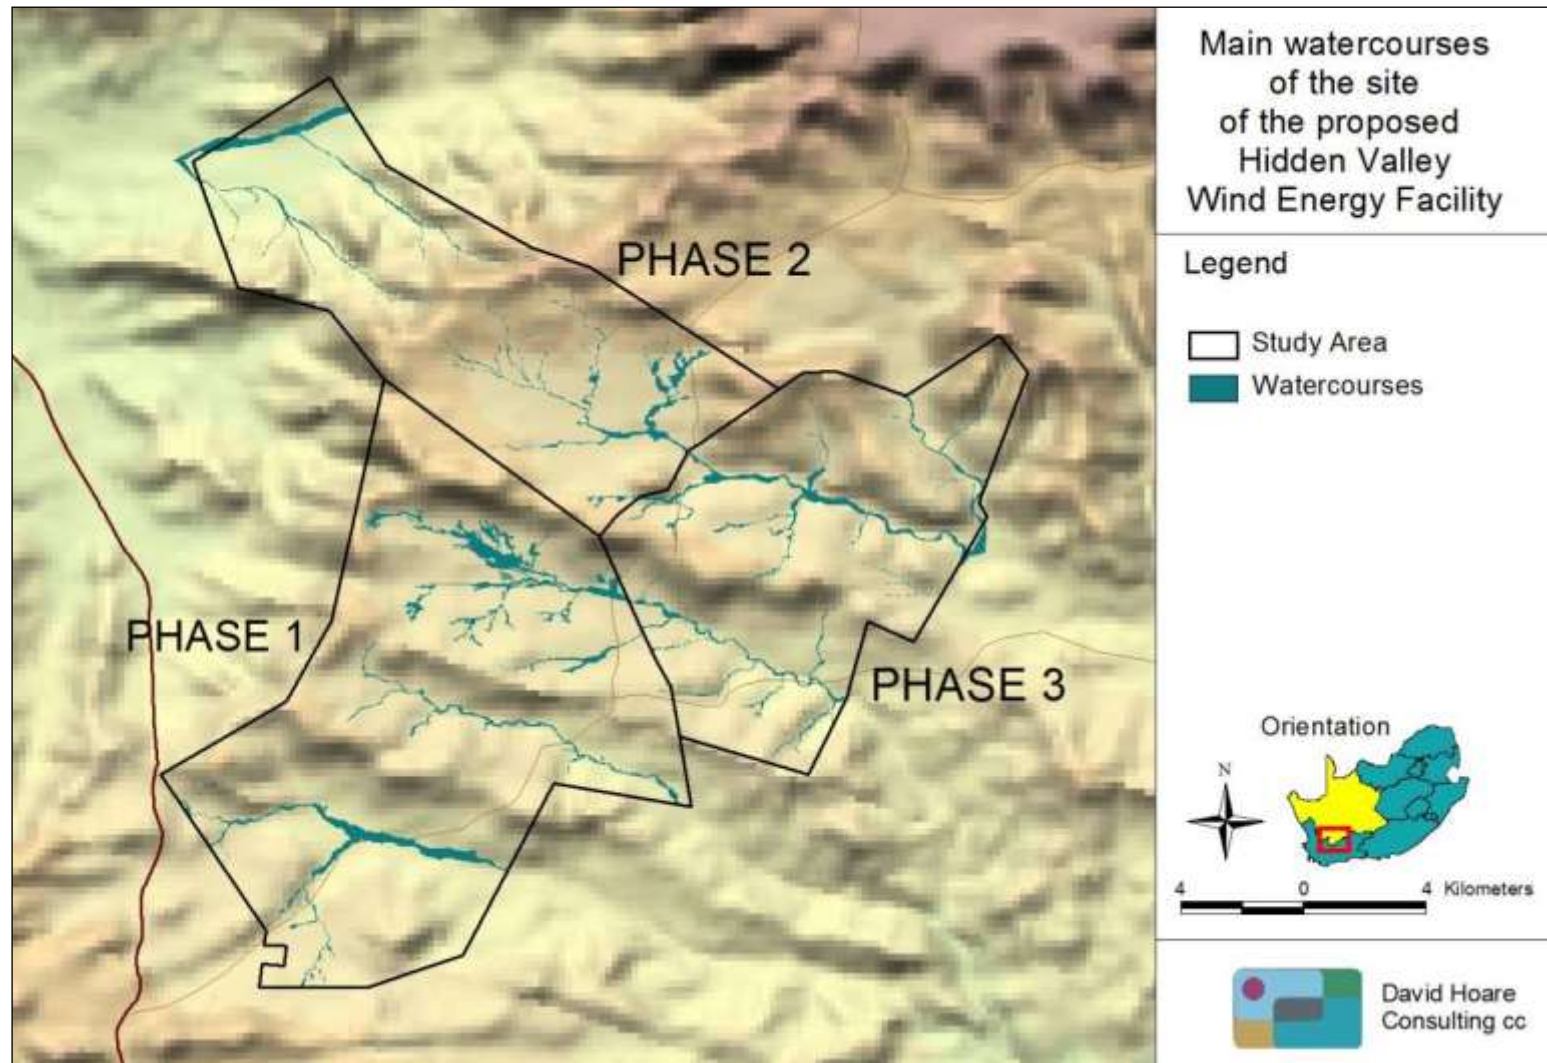 Main watercourses
of the site
of the proposed
Hidden Valley
Wind Energy Facility
PHASE 2
PHASE 1
PHASE 3
Legend
Study Area
Watercourses
Orientation
N
4 0 4 Kilometers
David Hoare
Consulting cc